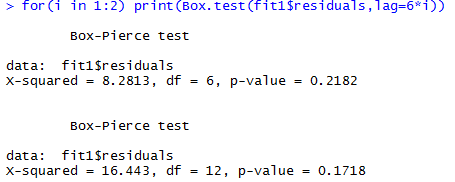 > for(i in 1:2) print(Box.test(fit1$residuals,lag=6*i))
Box-Pierce test
data:  fit1$residuals
X-squared = 8.2813, df = 6, p-value = 0.2182
Box-Pierce test
data:  fit1$residuals
X-squared = 16.443, df = 12, p-value = 0.1718